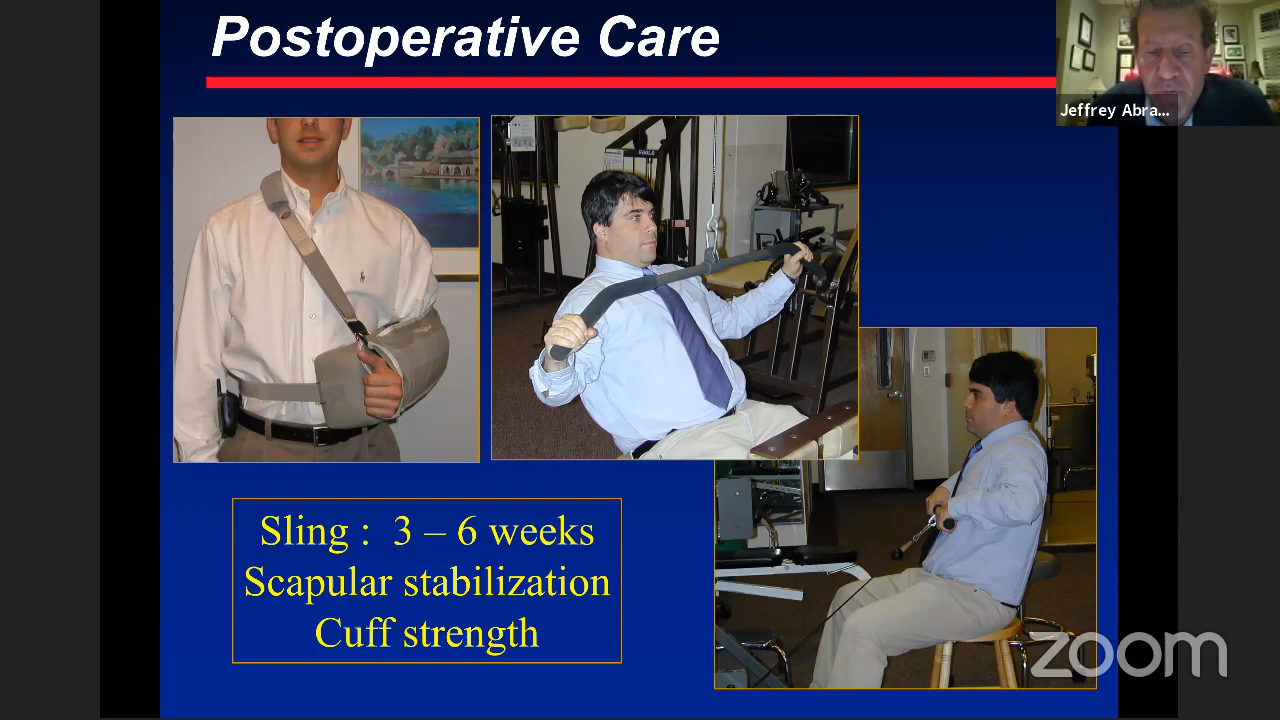 Postoperative Care
Jeffrey Abra...
Sling : 3 – 6 weeks
Scapular stabilization
Cuff strength
zoom